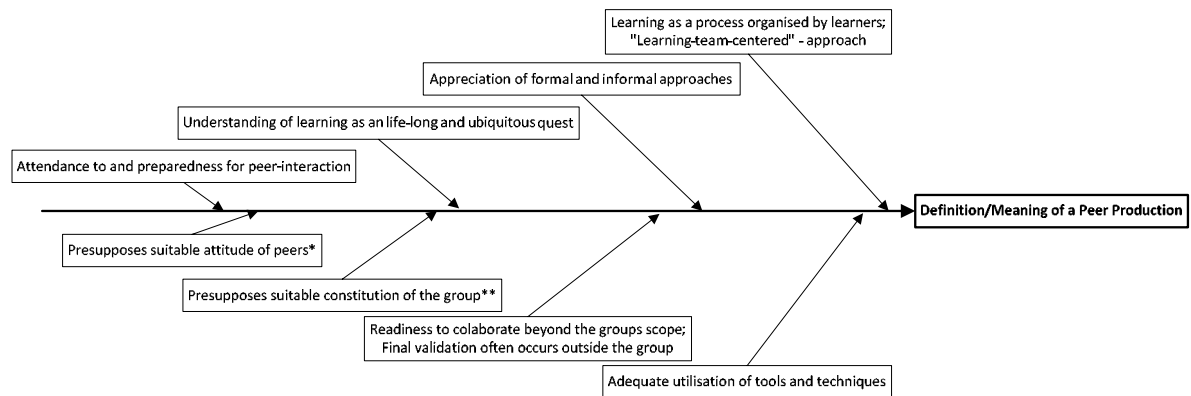 Learning as a process organised by learners;
"Learning-team-centered" - approach
Appreciation of formal and informal approaches
Understanding of learning as an life-long and ubiquitous quest
Attendance to and preparedness for peer-interaction
Definition/Meaning of a Peer Production
Presupposes suitable attitude of peers*
Presupposes suitable constitution of the group**
Readiness to colaborate beyond the groups scope;
Final validation often occurs outside the group
Adequate utilisation of tools and techniques